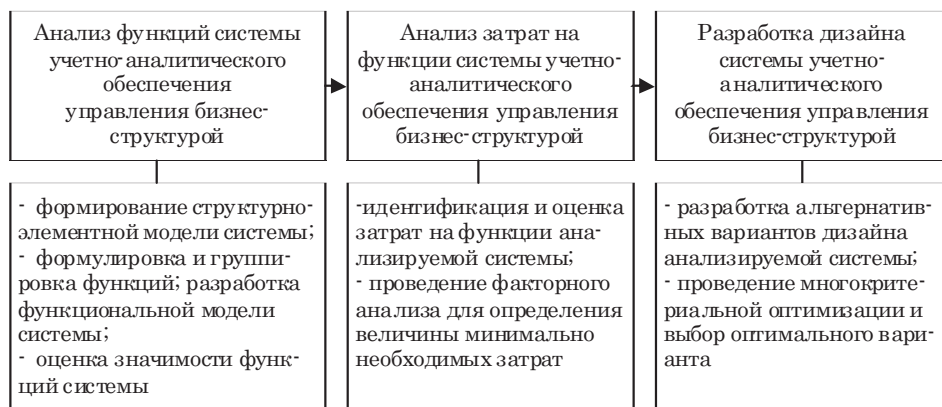 Анализ функций системы
учетно-аналитического
обеспечения
управления бизнес-
структурой
Анализ затрат на
функции системы учетно-
аналитического
обеспечения управления
бизнес-структурой
Разработка дизайна
системы учетно-
аналитического
обеспечения управления
бизнес-структурой
- формирование структурно-
элементной модели системы;
- формулировка и группи-
ровка функций; разработка
функциональной модели
системы;
- оценка значимости функ-
ций системы
-идентификация и оценка
затрат на функции ана-
лизируемой системы;
- проведение факторного
анализа для определения
величины минимально
необходимых затрат
- разработка альтернатив-
ных вариантов дизайна
анализируемой системы;
- проведение многокрите-
риальной оптимизации и
выбор оптимального вари-
анта